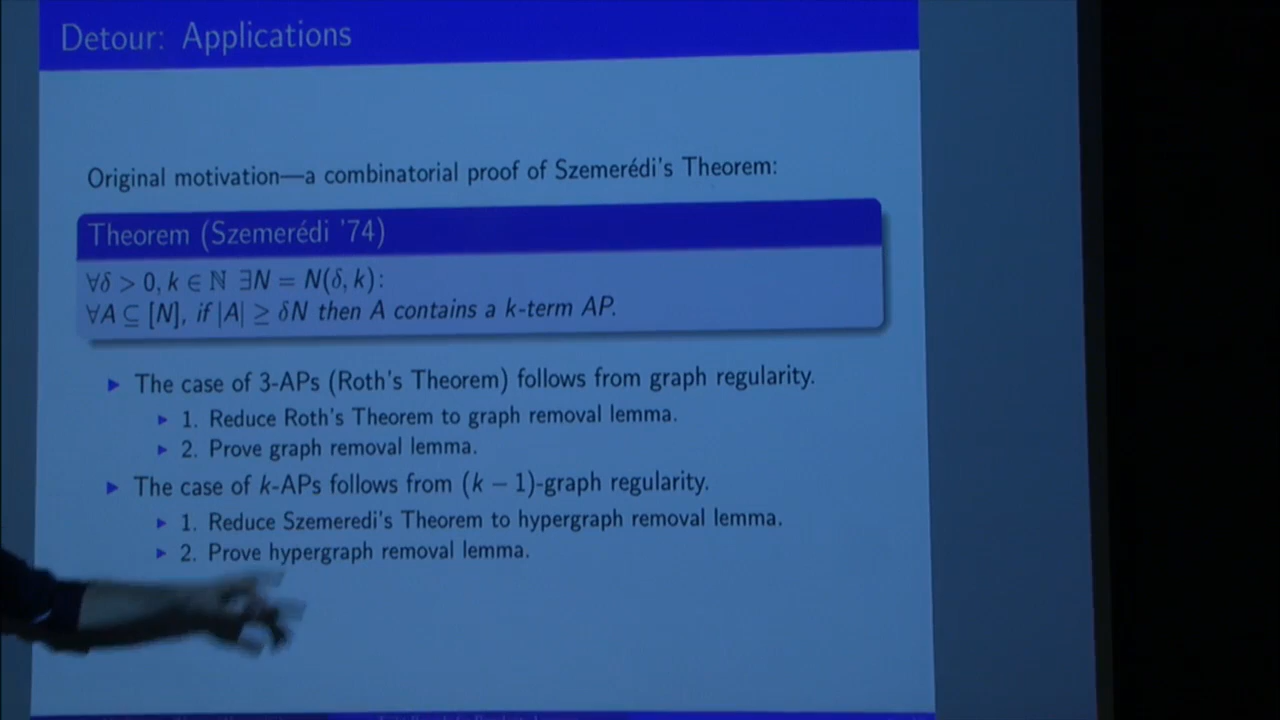 Detour: Applications
Original motivation—a combinatorial proof of Szemerédi's Theorem:
Theorem (Szemerédi '74)
∀δ > 0, k ∈ ℕ ∃N = N(δ, k):
∀A ⊆ [N], if |A| ≥ δN then A contains a k-term AP.
▶ The case of 3-APs (Roth's Theorem) follows from graph regularity.
▶ 1. Reduce Roth's Theorem to graph removal lemma.
▶ 2. Prove graph removal lemma.
▶ The case of k-APs follows from (k − 1)-graph regularity.
▶ 1. Reduce Szemeredi's Theorem to hypergraph removal lemma.
▶ 2. Prove hypergraph removal lemma.